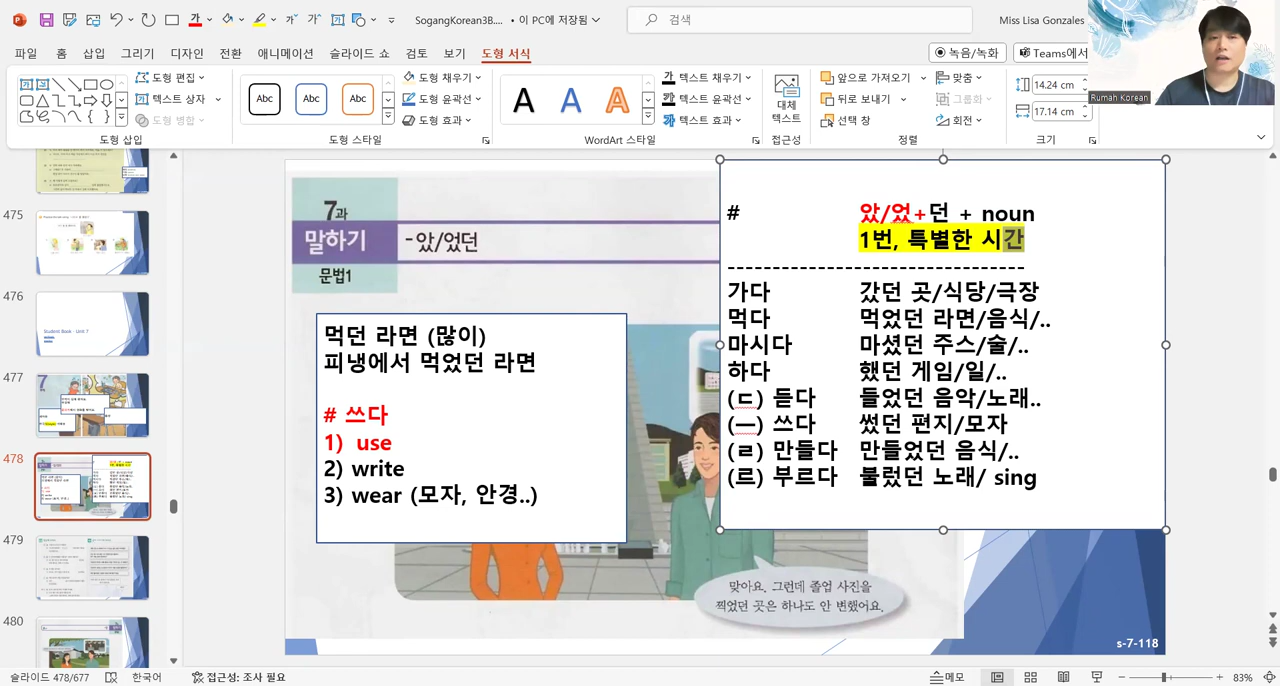 SogangKorean3B.... • 이 PC에 저장됨
검색
Miss Lisa Gonzales
파일 홈 삽입 그리기 디자인 전환 애니메이션 슬라이드 쇼 검토 보기 도형 서식
녹음/녹화
Teams에서
도형 편집
텍스트 상자
도형 병합
도형 삽입
Abc Abc Abc
도형 채우기
도형 윤곽선
도형 효과
도형 스타일
A A A
텍스트 채우기
텍스트 윤곽선
텍스트 효과
WordArt 스타일
대체
텍스트
접근성
앞으로 가져오기
뒤로 보내기
선택 창
맞춤
그룹화
회전
정렬
14.24 cm
17.14 cm
크기
Rumah Korean
475
476
Student Book - Unit 7
477
478
479
480
7과
말하기
문법1
-았/었던
먹던 라면 (많이)
피냉에서 먹었던 라면
# 쓰다
1) use
2) write
3) wear (모자, 안경..)
# 았/었+던 + noun
1번, 특별한 시간
---------------------------------
가다 갔던 곳/식당/극장
먹다 먹었던 라면/음식/..
마시다 마셨던 주스/술/..
하다 했던 게임/일/..
(ㄷ) 듣다 들었던 음악/노래..
(ㅡ) 쓰다 썼던 편지/모자
(ㄹ) 만들다 만들었던 음식/..
(르) 부르다 불렀던 노래/ sing
맞아요. 그런데 졸업 사진을
찍었던 곳은 하나도 안 변했어요.
s-7-118
슬라이드 478/677
한국어
접근성: 조사 필요
메모
83%